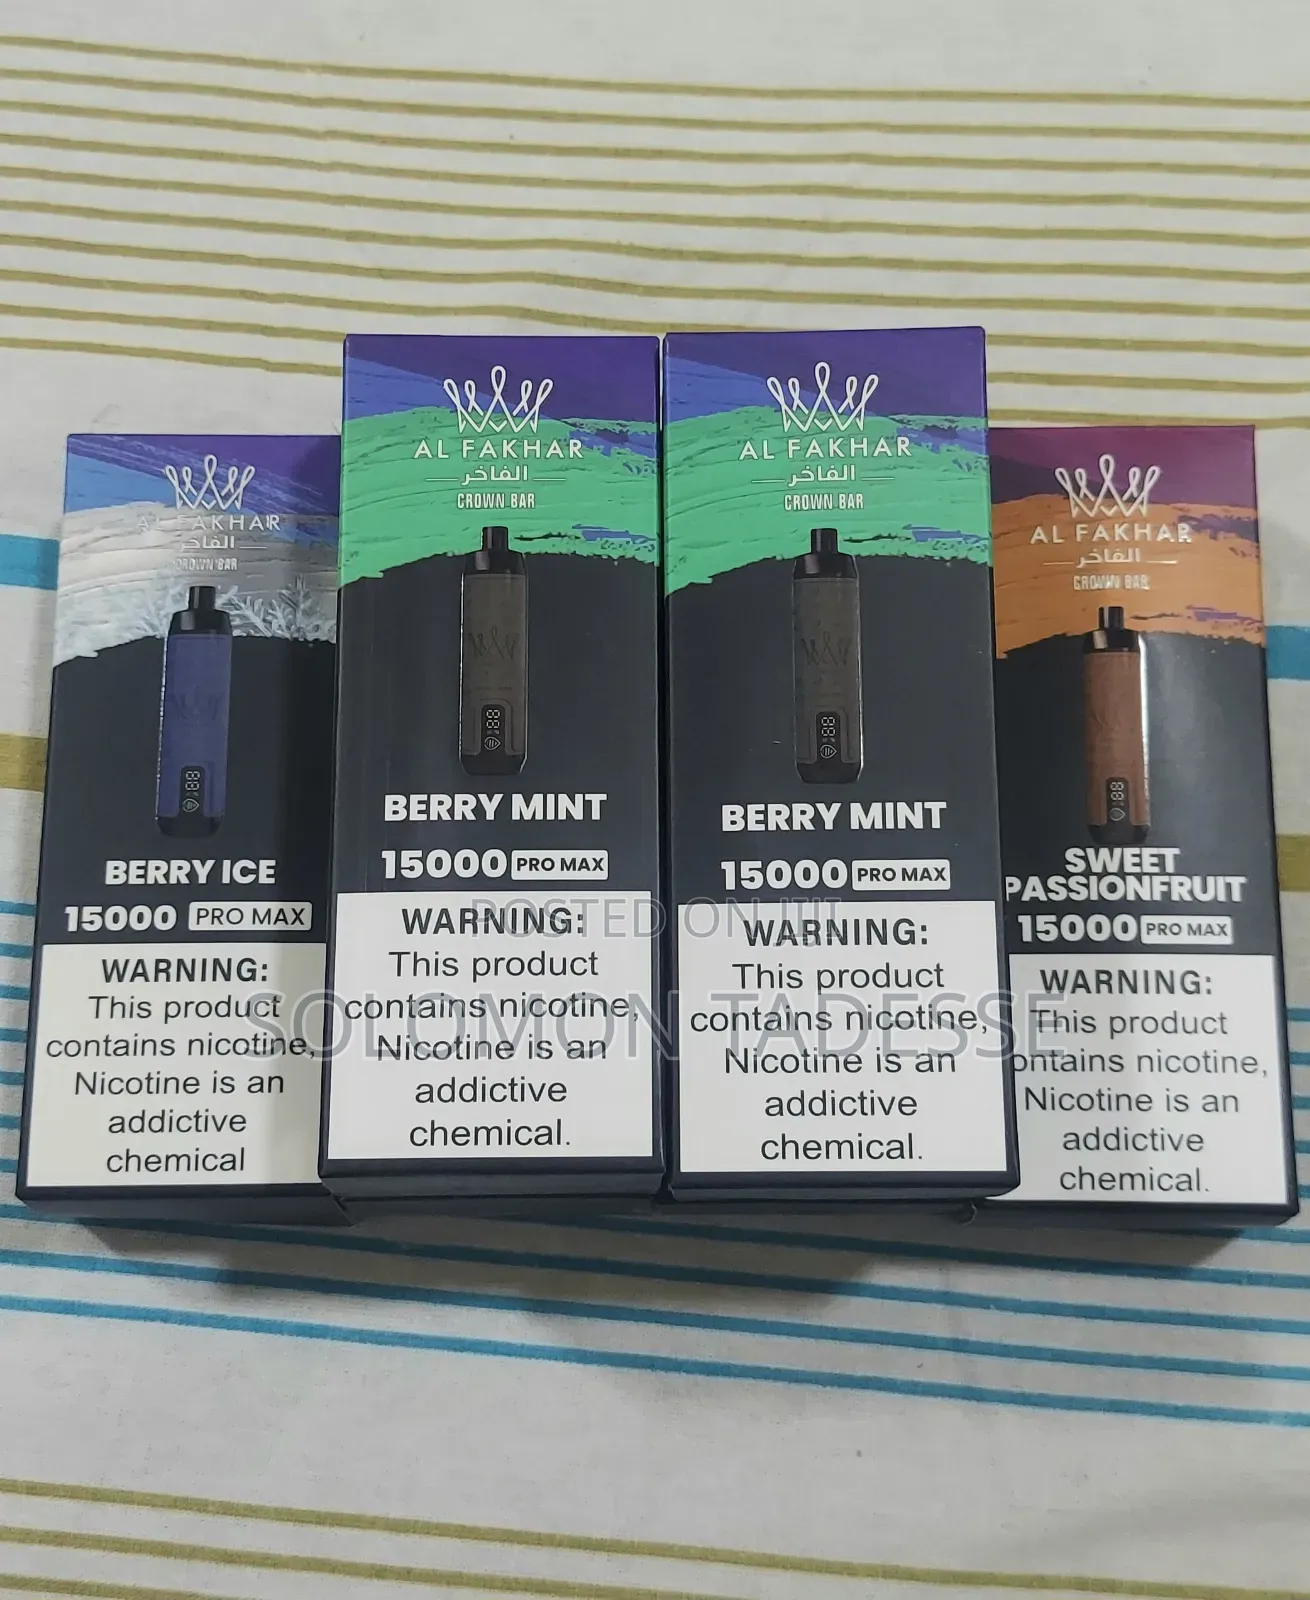 AL FAKHAR
الفاخر
CROWN BAR
BERRY ICE
15000 PRO MAX
WARNING:
This product
contains nicotine,
Nicotine is an
addictive
chemical
AL FAKHAR
الفاخر
CROWN BAR
88
BERRY MINT
15000 PRO MAX
WARNING:
This product
contains nicotine,
Nicotine is an
addictive
chemical.
AL FAKHAR
الفاخر
CROWN BAR
88
BERRY MINT
15000 PRO MAX
WARNING:
This product
contains nicotine,
Nicotine is an
addictive
chemical.
AL FAKHAR
الفاخر
CROWN BAR
SWEET
PASSIONFRUIT
15000 PRO MAX
WARNING:
This product
contains nicotine,
Nicotine is an
addictive
chemical.
POSTED ON JIJI
SOLOMON TADESSE